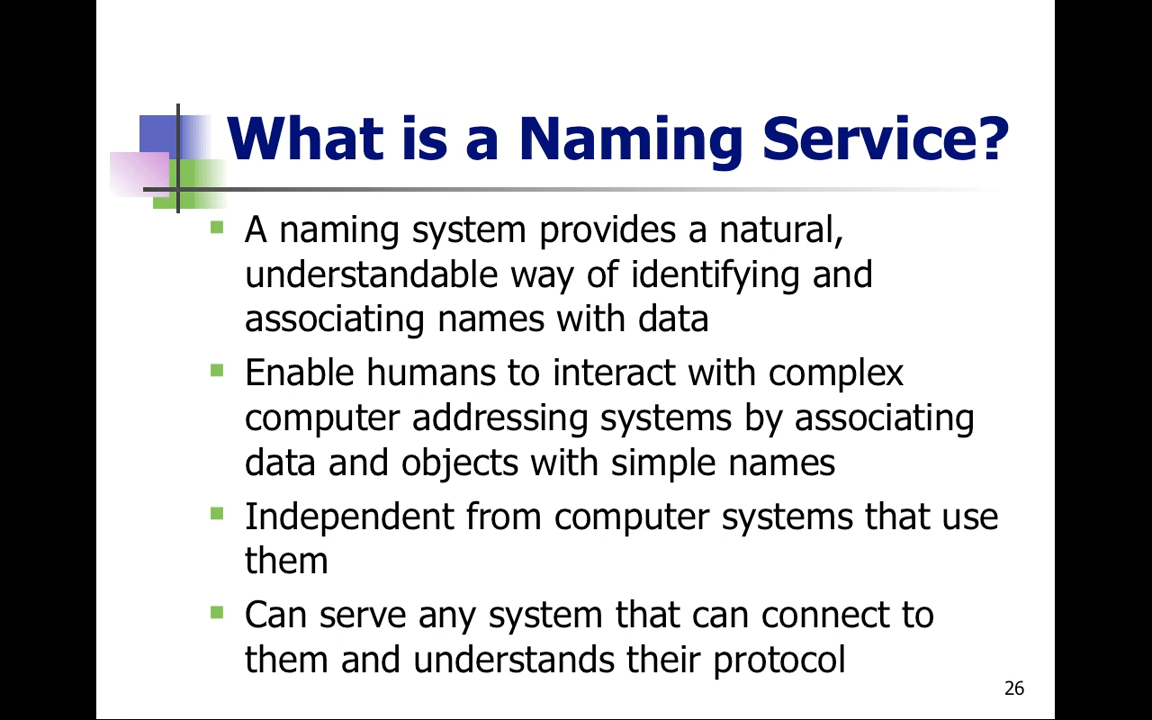 What is a Naming Service?
A naming system provides a natural,
understandable way of identifying and
associating names with data
Enable humans to interact with complex
computer addressing systems by associating
data and objects with simple names
Independent from computer systems that use
them
Can serve any system that can connect to
them and understands their protocol
26